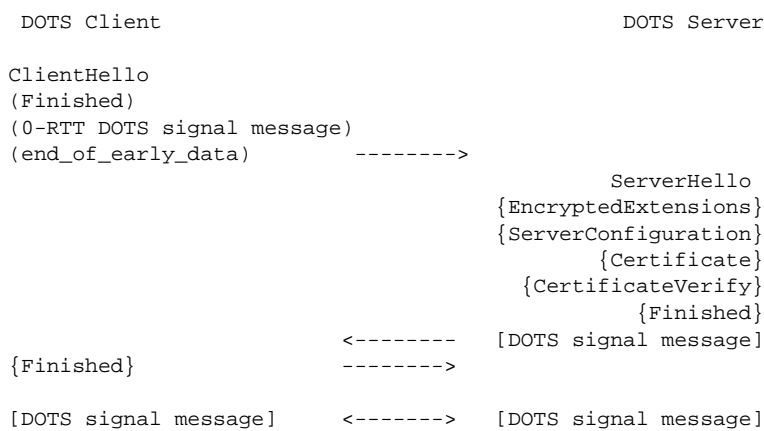 DOTS Client                                    DOTS Server
ClientHello
(Finished)
(0-RTT DOTS signal message)
(end_of_early_data)            -------->
ServerHello
{EncryptedExtensions}
{ServerConfiguration}
{Certificate}
{CertificateVerify}
{Finished}
<--------   [DOTS signal message]
{Finished}                    -------->
[DOTS signal message]         <------->   [DOTS signal message]